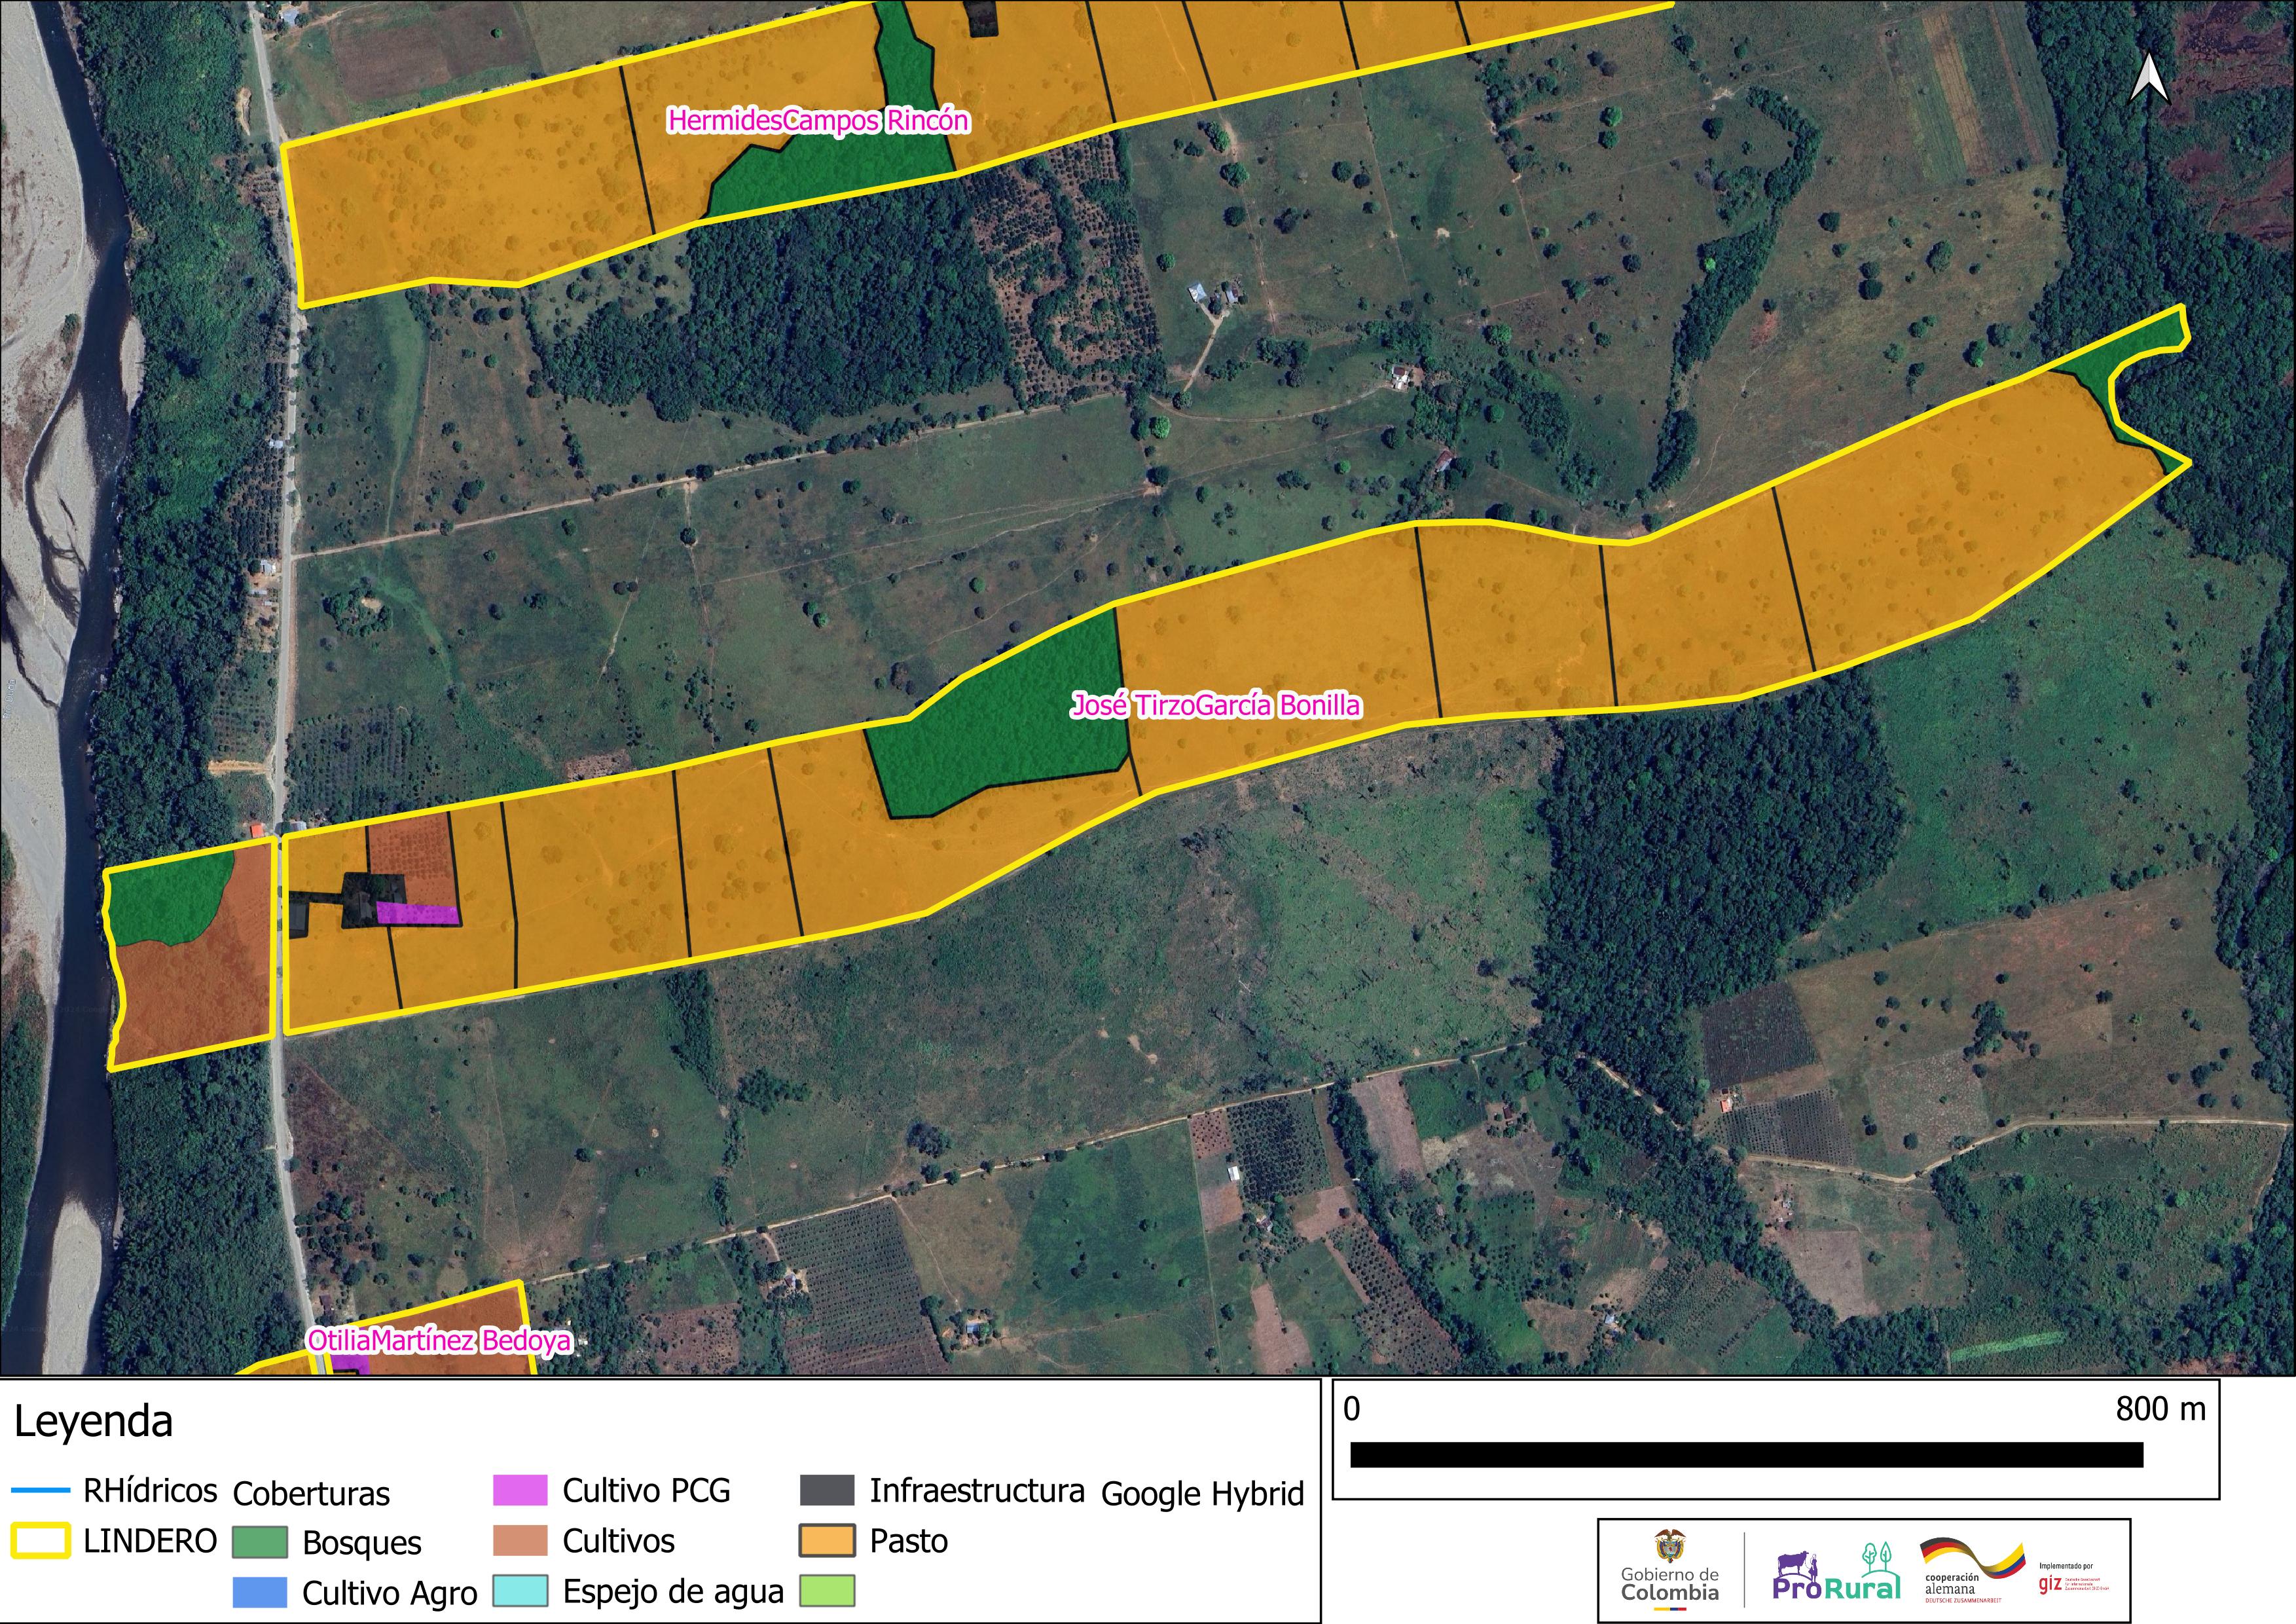 HermidesCampos Rincón
José TirzoGarcía Bonilla
OtiliaMartínez Bedoya
Leyenda
RHídricos
LINDERO
Coberturas
Bosques
Cultivo Agro
Cultivo PCG
Cultivos
Espejo de agua
Infraestructura
Pasto
Google Hybrid
0 800 m
Gobierno de
Colombia
ProRural
cooperación
alemana
DEUTSCHE ZUSAMMENARBEIT
Implementado por
giz